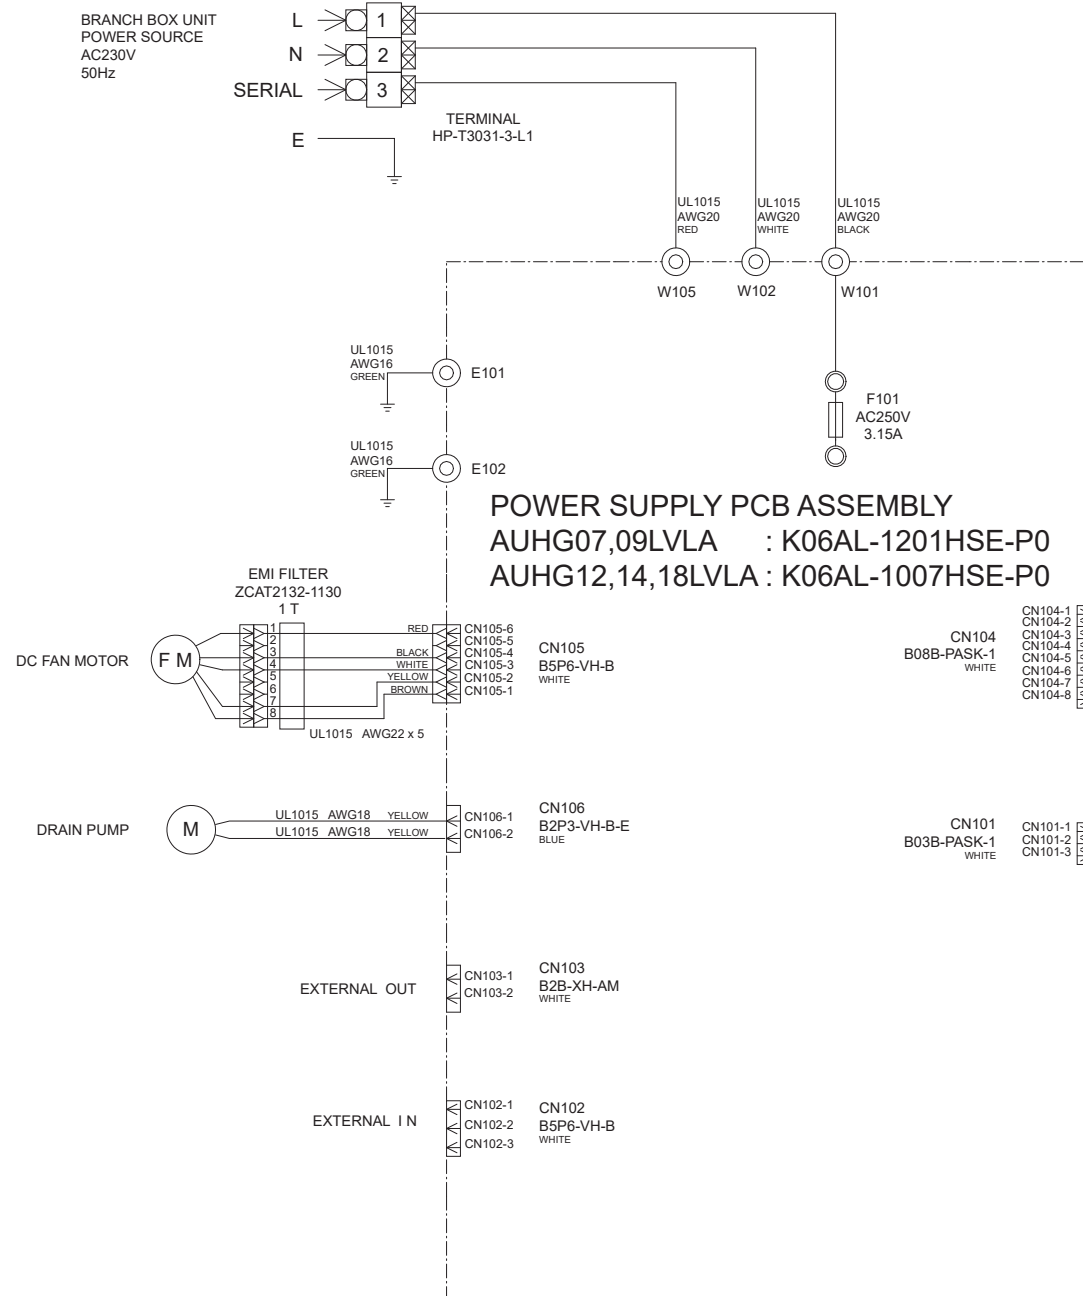 BRANCH BOX UNIT
POWER SOURCE
AC230V
50Hz
L
1
N
2
SERIAL
3
E
TERMINAL
HP-T3031-3-L1
UL1015
AWG20
RED
UL1015
AWG20
WHITE
UL1015
AWG20
BLACK
W105
W102
W101
UL1015
AWG16
GREEN
E101
F101
AC250V
3.15A
UL1015
AWG16
GREEN
E102
POWER SUPPLY PCB ASSEMBLY
AUHG07,09LVLA : K06AL-1201HSE-P0
AUHG12,14,18LVLA : K06AL-1007HSE-P0
EMI FILTER
ZCAT2132-1130
1 T
DC FAN MOTOR
F M
1
2
3
4
5
6
7
8
RED
BLACK
WHITE
YELLOW
BROWN
UL1015 AWG22 x 5
CN105-6
CN105-5
CN105-4
CN105-3
CN105-2
CN105-1
CN105
B5P6-VH-B
WHITE
CN104
B08B-PASK-1
WHITE
CN104-1
CN104-2
CN104-3
CN104-4
CN104-5
CN104-6
CN104-7
CN104-8
DRAIN PUMP
M
UL1015 AWG18 YELLOW
UL1015 AWG18 YELLOW
CN106-1
CN106-2
CN106
B2P3-VH-B-E
BLUE
CN101
B03B-PASK-1
WHITE
CN101-1
CN101-2
CN101-3
EXTERNAL OUT
CN103-1
CN103-2
CN103
B2B-XH-AM
WHITE
EXTERNAL I N
CN102-1
CN102-2
CN102-3
CN102
B5P6-VH-B
WHITE